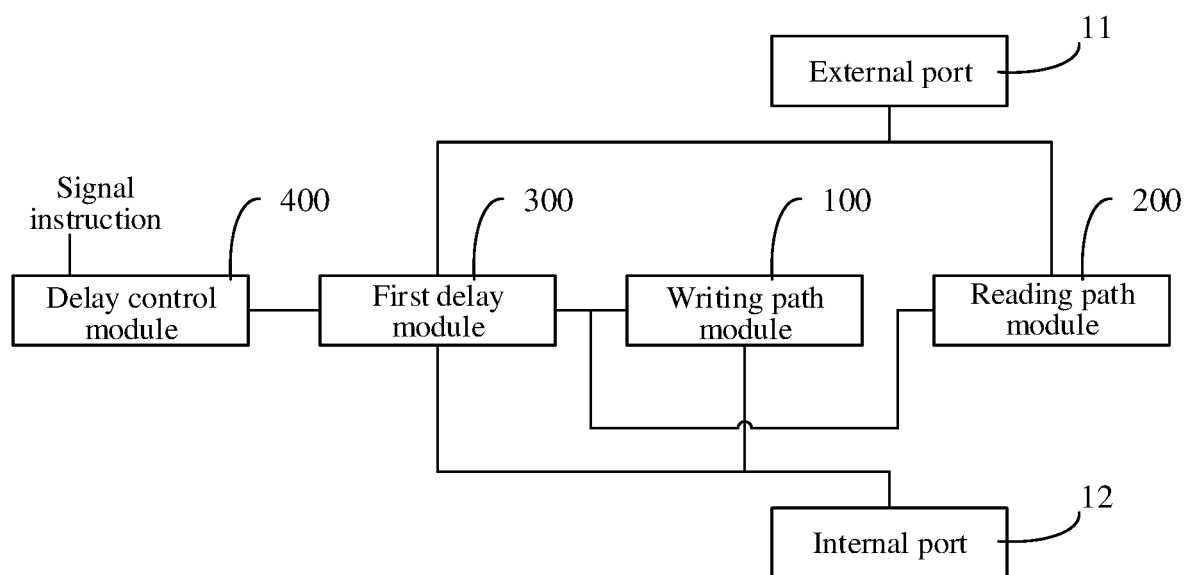 11
External port
Signal
instruction
400
300
100
200
Delay control
module
First delay
module
Writing path
module
Reading path
module
12
Internal port